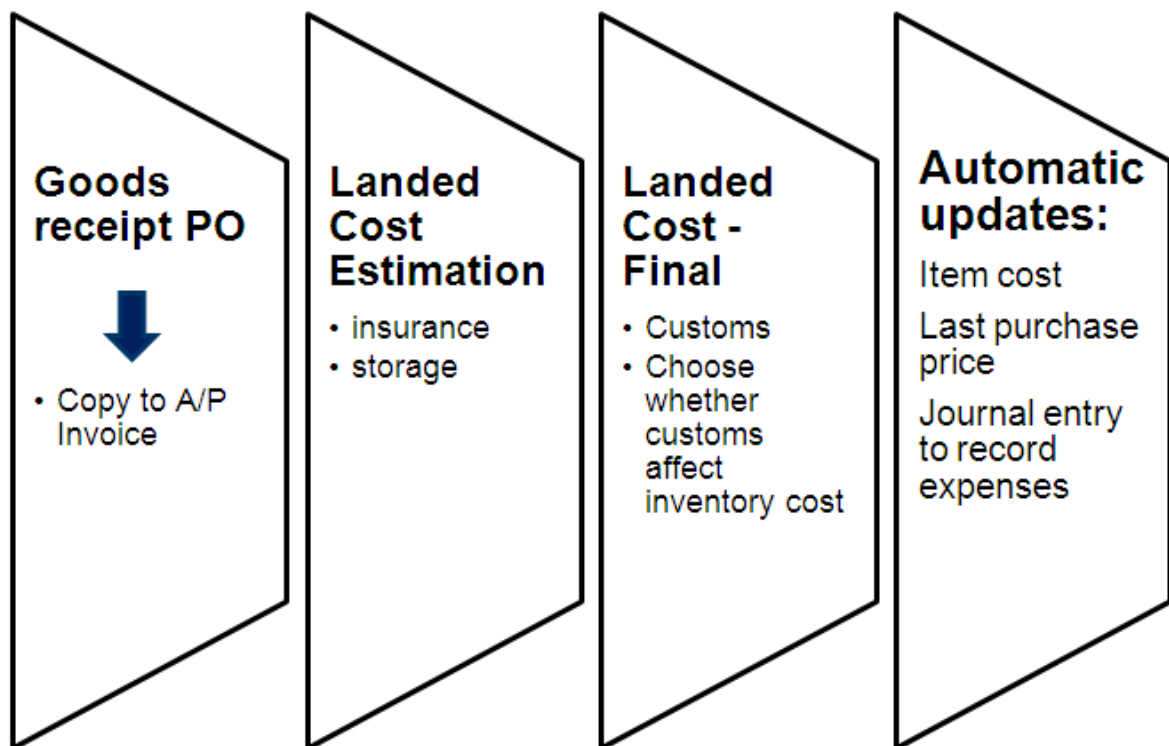 Goods
receipt PO
• Copy to A/P
Invoice
Landed
Cost
Estimation
• insurance
• storage
Landed
Cost -
Final
• Customs
• Choose
whether
customs
affect
inventory cost
Automatic
updates:
Item cost
Last purchase
price
Journal entry
to record
expenses